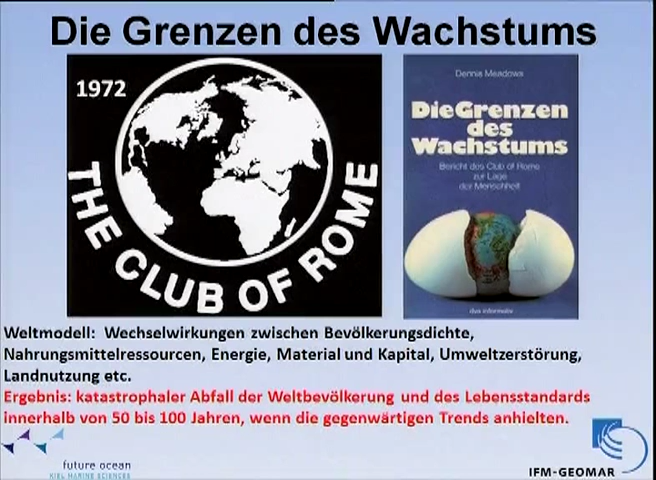 Die Grenzen des Wachstums
1972
THE CLUB OF ROME
Dennis Meadows
Die Grenzen
des
Wachstums
Bericht des Club of Rome
zur Lage
der Menschheit
Weltmodell: Wechselwirkungen zwischen Bevölkerungsdichte,
Nahrungsmittelressourcen, Energie, Material und Kapital, Umweltzerstörung,
Landnutzung etc.
Ergebnis: katastrophaler Abfall der Weltbevölkerung und des Lebensstandards
innerhalb von 50 bis 100 Jahren, wenn die gegenwärtigen Trends anhielten.
future ocean
KIEL MARINE SCIENCES
IFM-GEOMAR